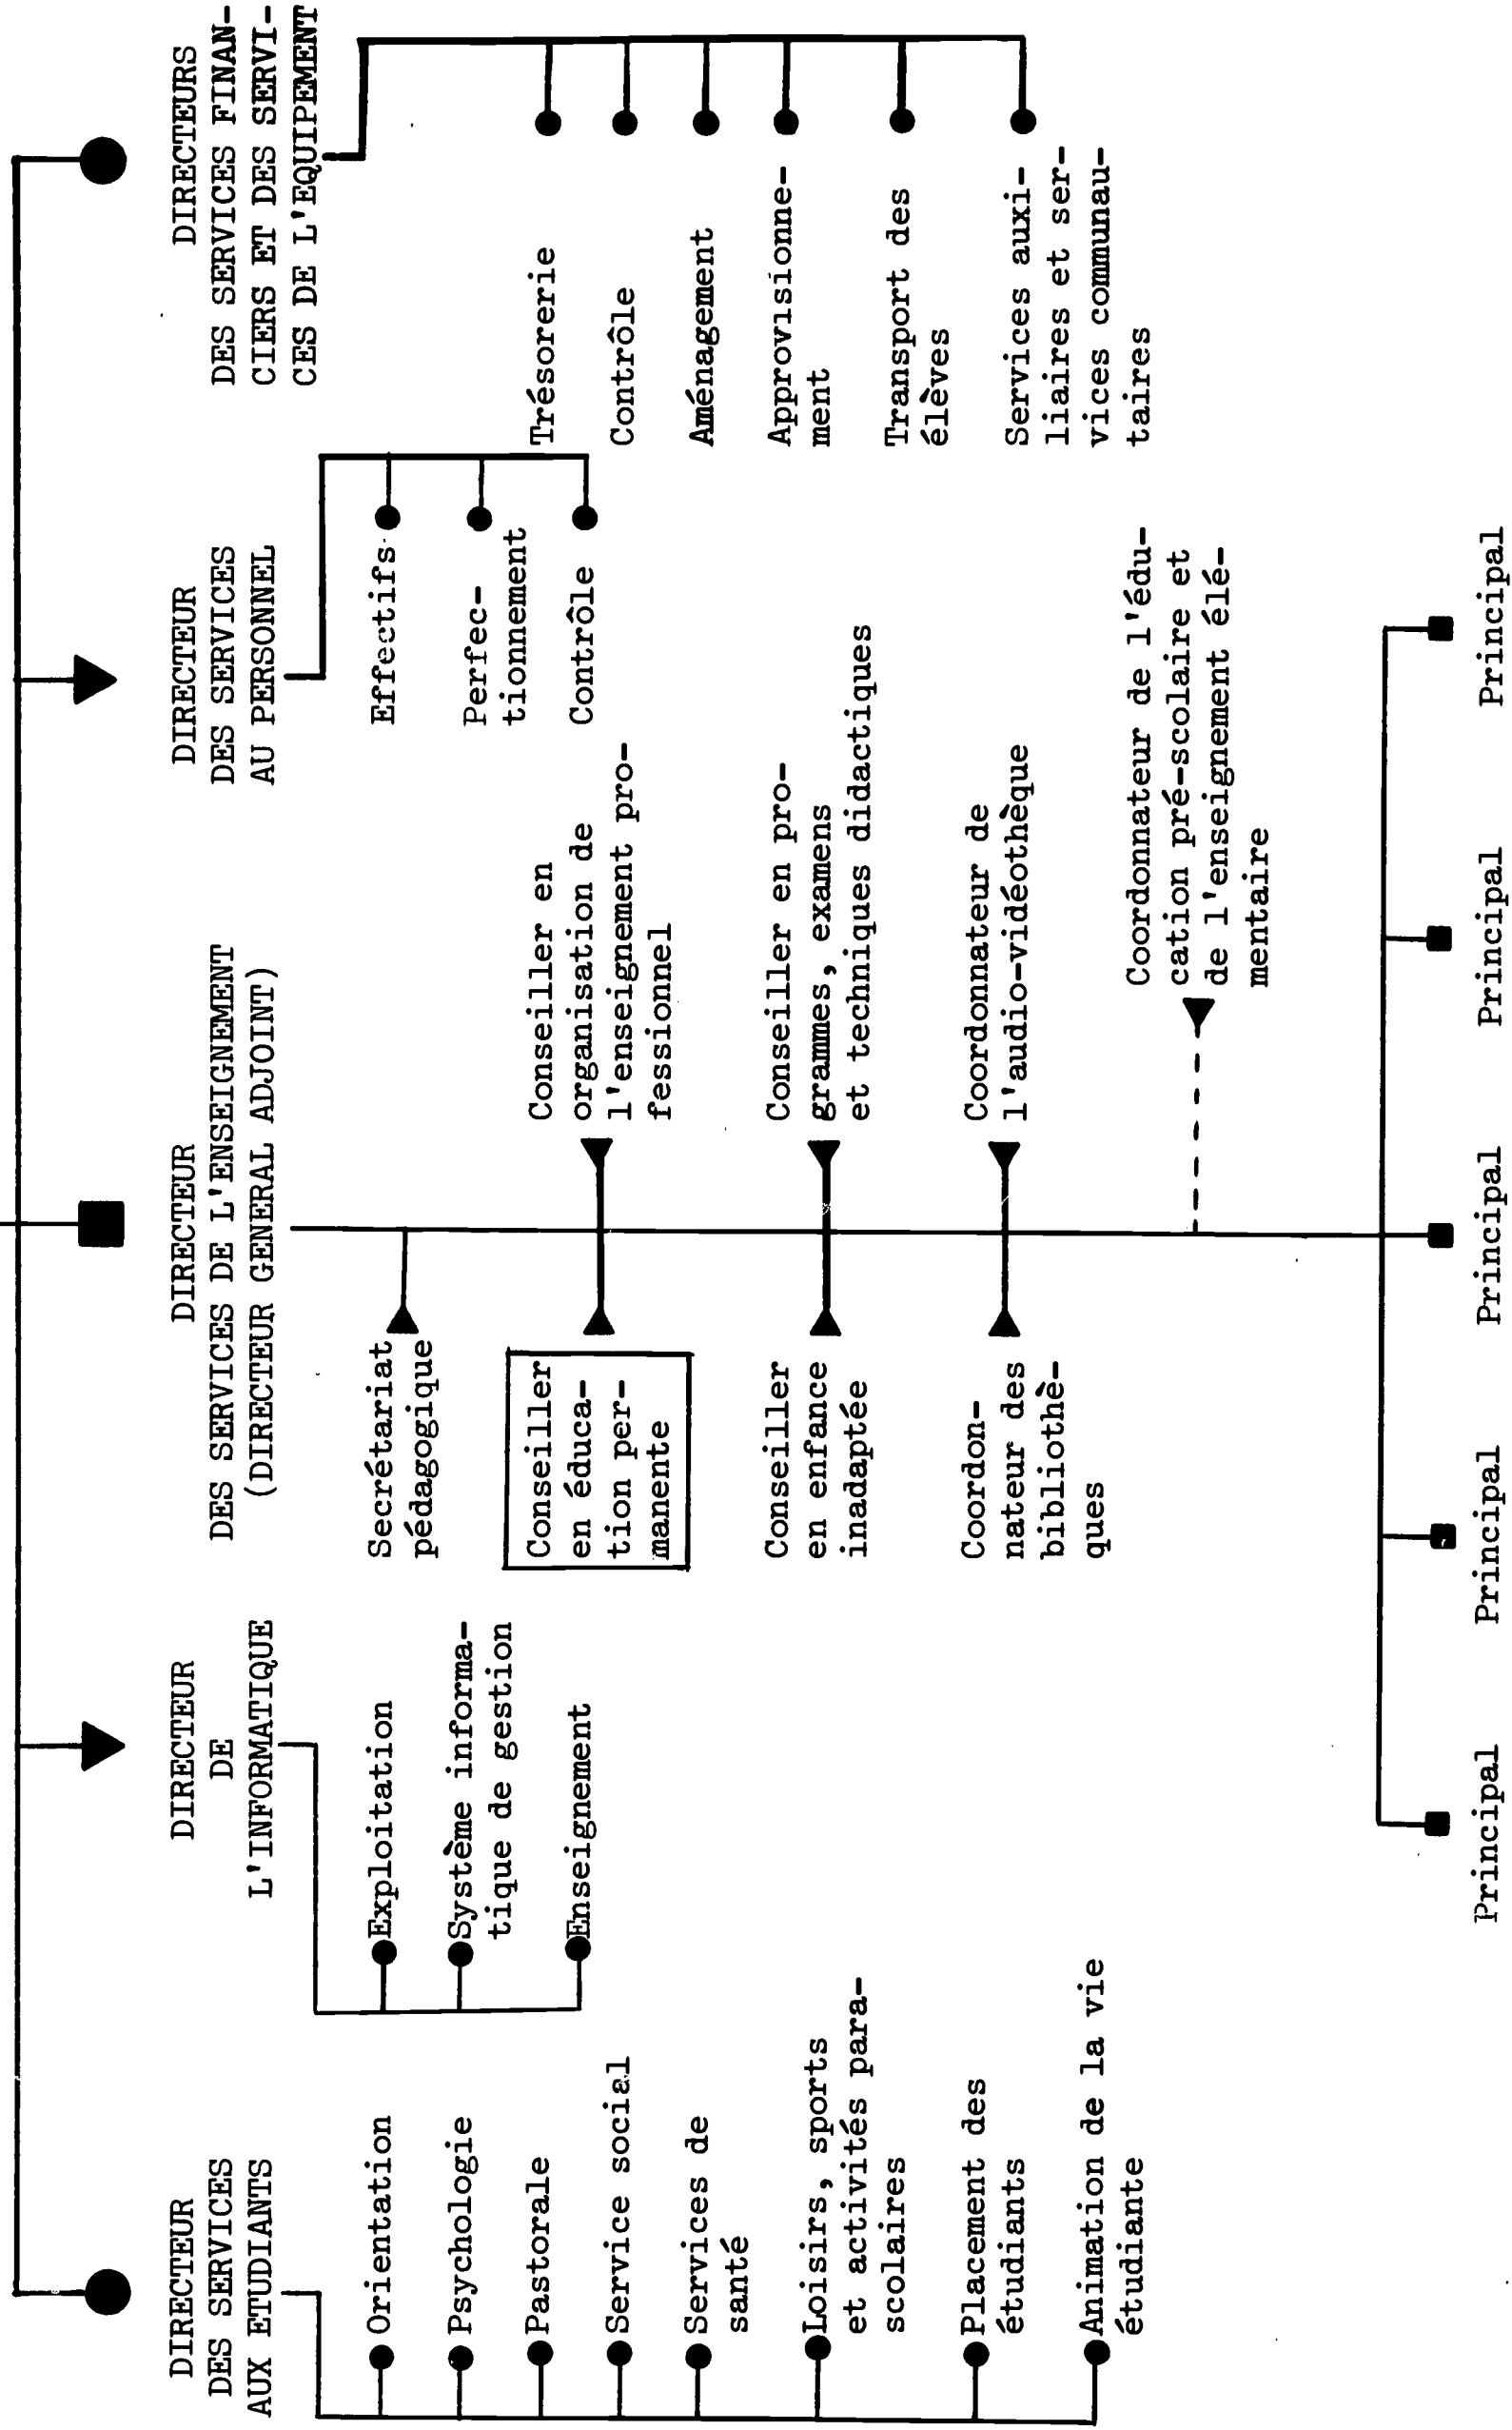 DIRECTEUR
DES SERVICES
AUX ETUDIANTS
Orientation
Psychologie
Pastorale
Service social
Services de
santé
Loisirs, sports
et activités para-
scolaires
Placement des
étudiants
Animation de la vie
étudiante
DIRECTEUR
DE
L'INFORMATIQUE
Exploitation
Système informa-
tique de gestion
Enseignement
DIRECTEUR
DES SERVICES DE L'ENSEIGNEMENT
(DIRECTEUR GENERAL ADJOINT)
Secrétariat
pédagogique
Conseiller
en éduca-
tion per-
manente
Conseiller en
organisation de
l'enseignement pro-
fessionnel
Conseiller
en enfance
inadaptée
Conseiller en pro-
grammes, examens
et techniques didactiques
Coordon-
nateur des
bibliothè-
ques
Coordonnateur de
l'audio-vidéothèque
Coordonnateur de l'édu-
cation pré-scolaire et
de l'enseignement élé-
mentaire
DIRECTEUR
DES SERVICES
AU PERSONNEL
Effectifs
Perfec-
tionnement
Contrôle
DIRECTEURS
DES SERVICES FINAN-
CIERS ET DES SERVI-
CES DE L'EQUIPEMENT
Trésorerie
Contrôle
Aménagement
Approvisionne-
ment
Transport des
élèves
Services auxi-
liaires et ser-
vices communau-
taires
Principal
Principal
Principal
Principal
Principal